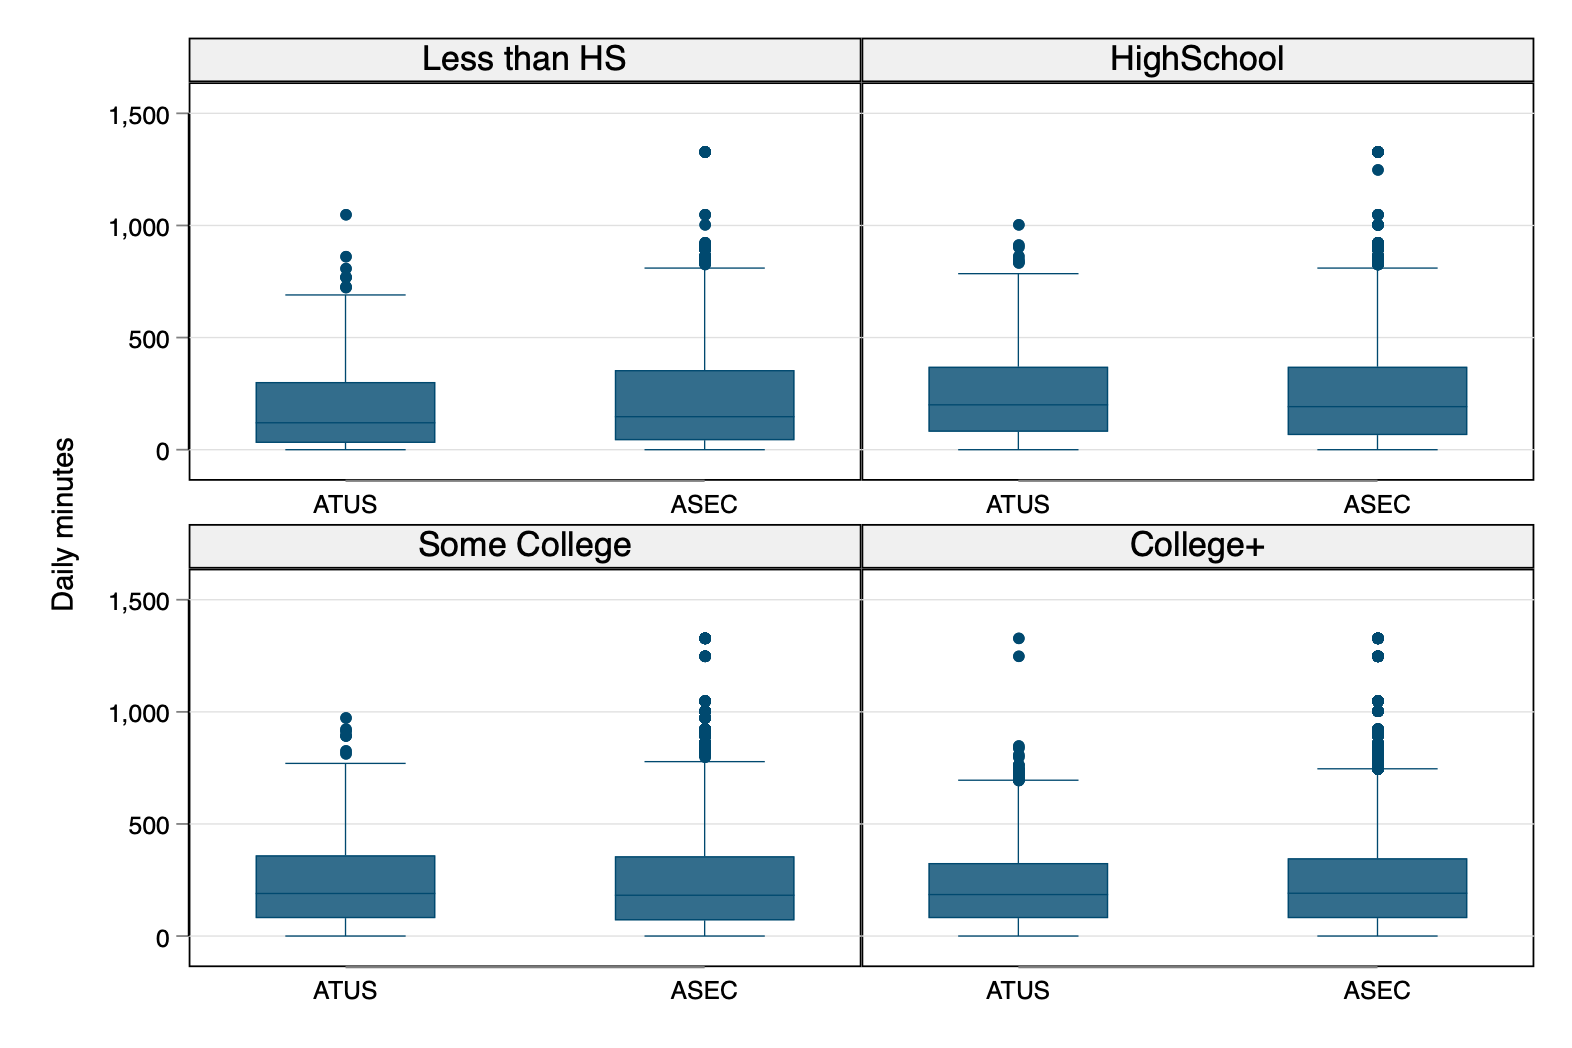 Less than HS
HighSchool
1,500
1,000
500
0
ATUS
ASEC
ATUS
ASEC
Daily minutes
Some College
College+
1,500
1,000
500
0
ATUS
ASEC
ATUS
ASEC